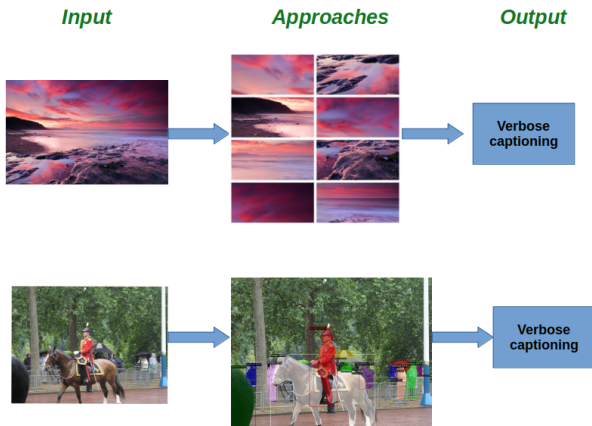 Input
Approaches
Output
Verbose
captioning
Verbose
captioning